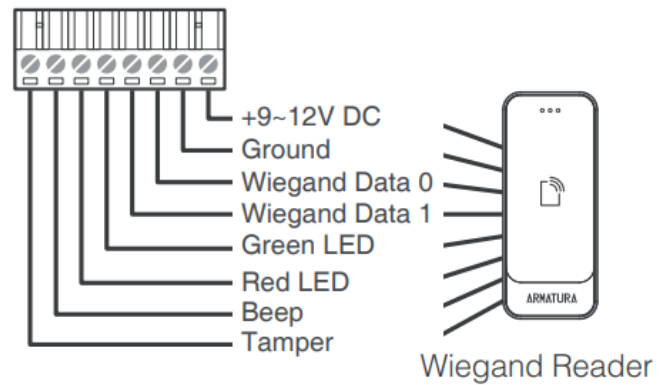 +9~12V DC
Ground
Wiegand Data 0
Wiegand Data 1
Green LED
Red LED
Beep
Tamper
ARMATURA
Wiegand Reader